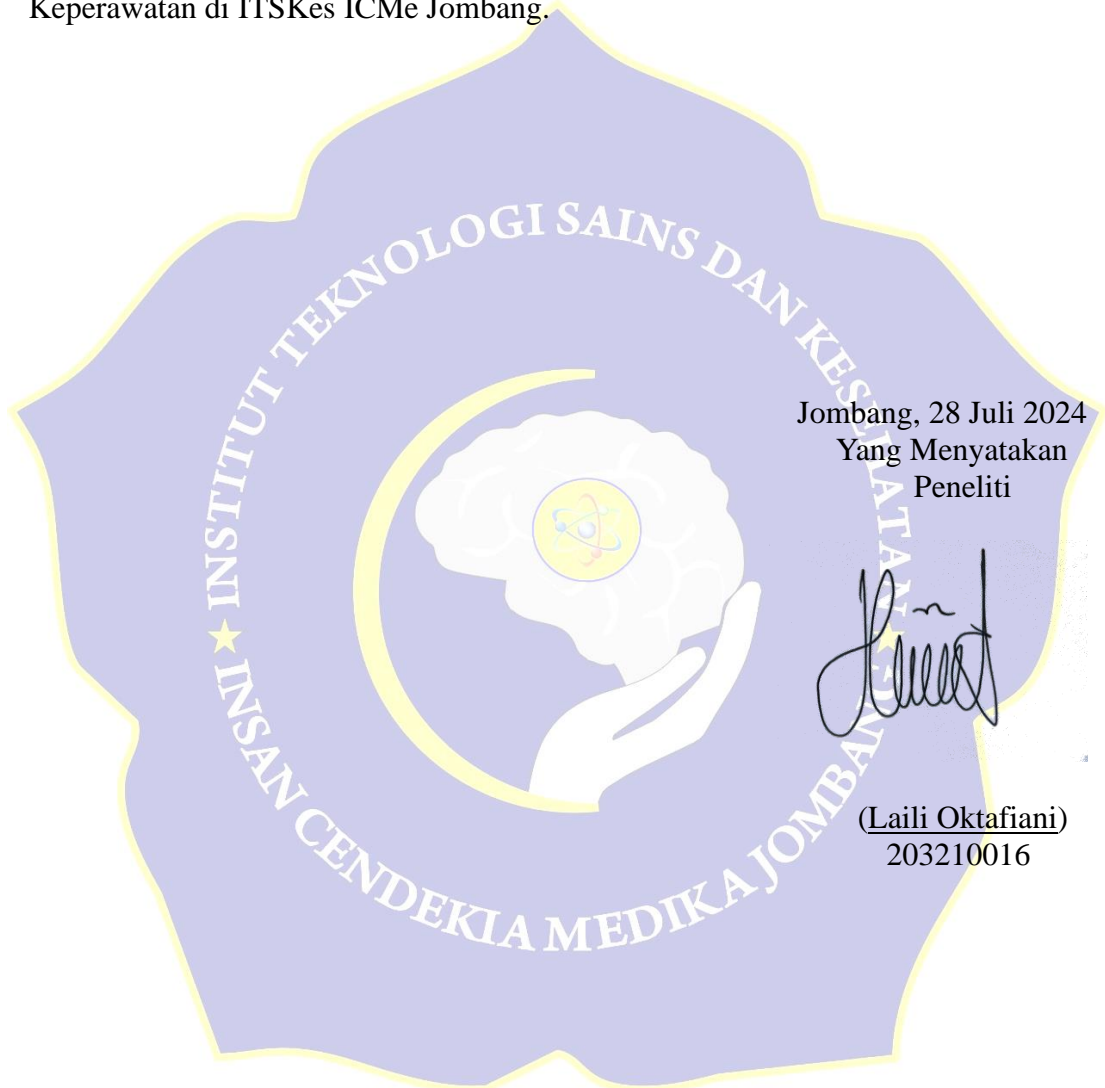 Keperawatan di ITSKes ICMe Jombang.
INSTITUT TEKNOLOGI SAINS DAN KESEHATAN
INSAN CENDEKIA MEDIKA JOMBANG
Jombang, 28 Juli 2024
Yang Menyatakan
Peneliti
(Laili Oktafiani)
203210016